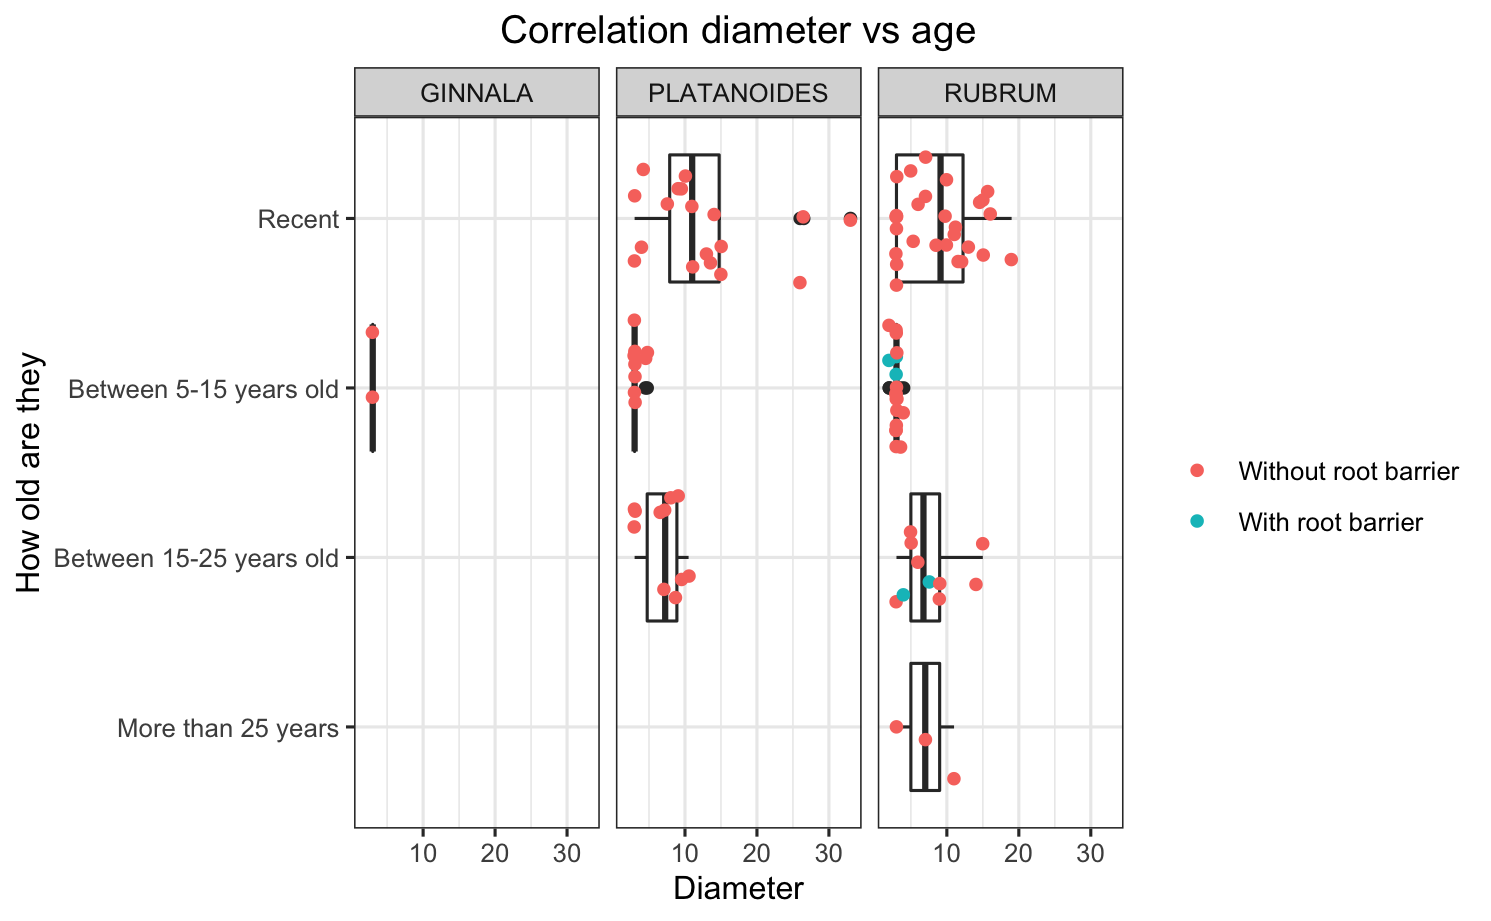 Correlation diameter vs age
GINNALA
PLATANOIDES
RUBRUM
How old are they
Recent
Between 5-15 years old
Between 15-25 years old
More than 25 years
10 20 30
10 20 30
10 20 30
Diameter
Without root barrier
With root barrier